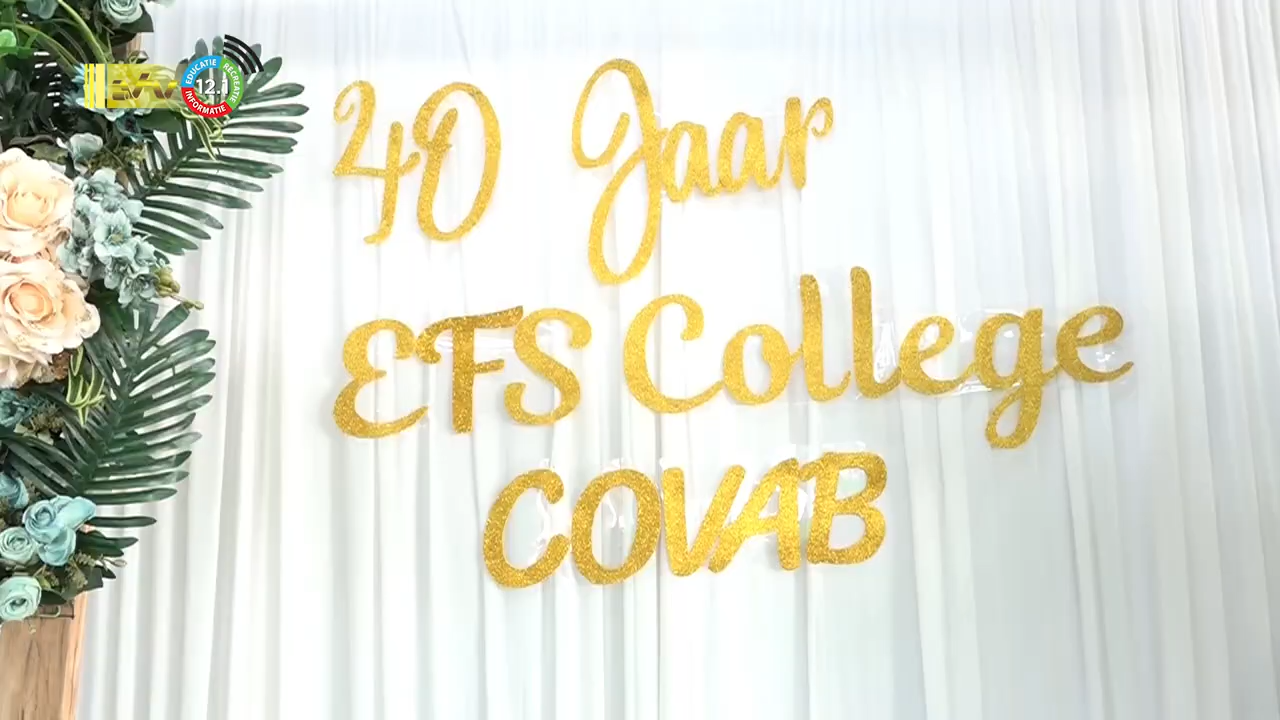 EDUCATIE
RECREATIE
INFORMATIE
12.1
40 Jaar
EFS College
COVAB